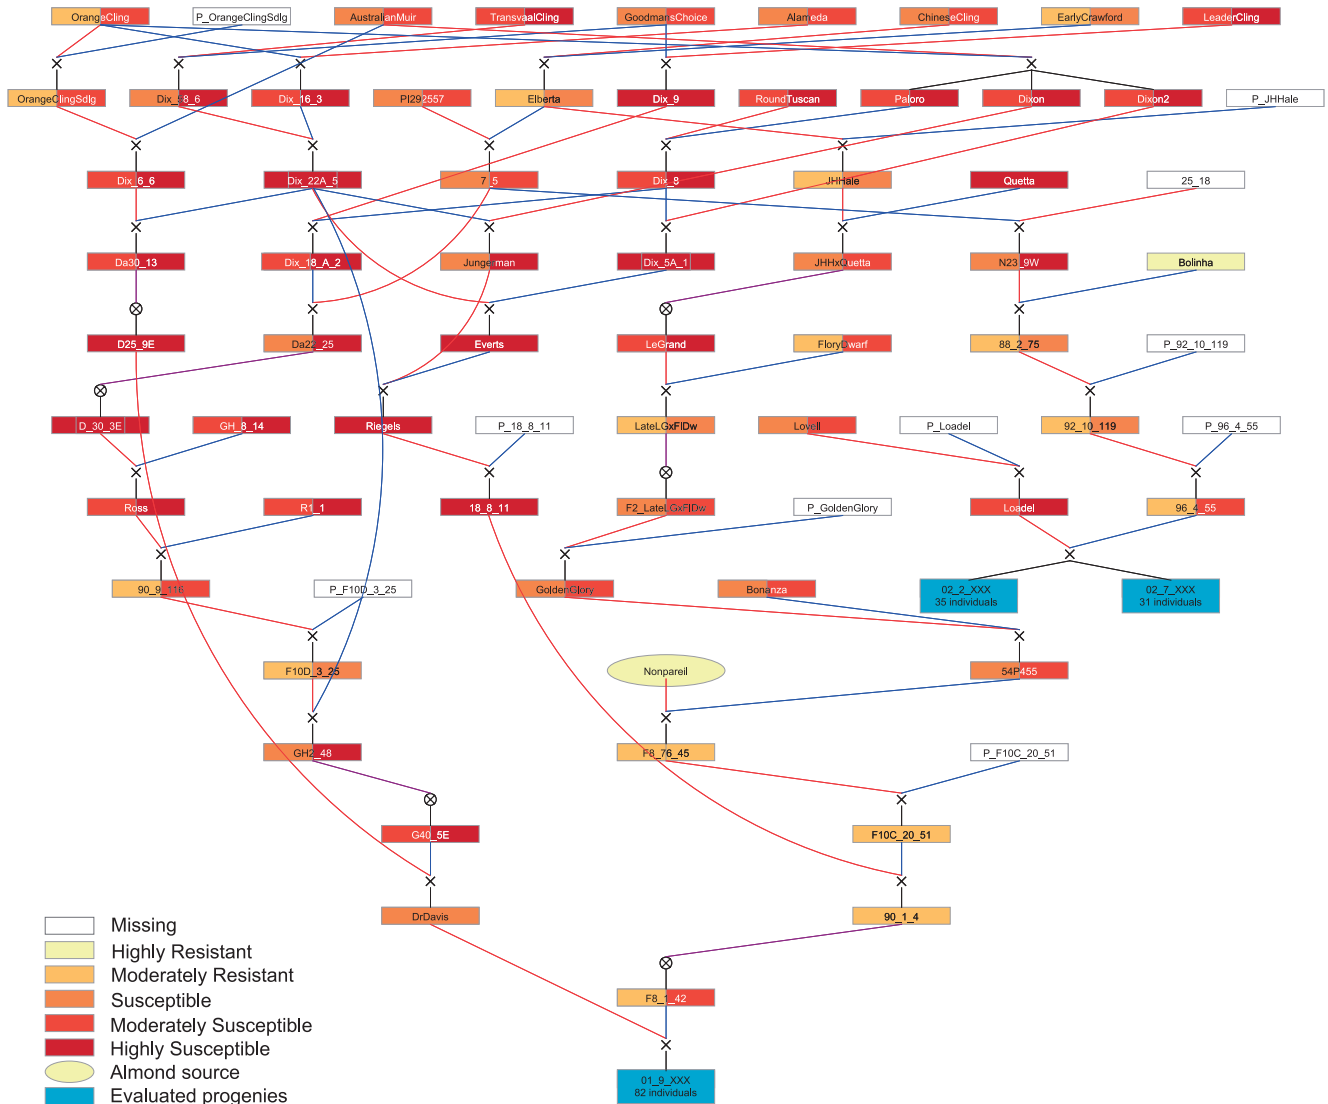 OrangeCling
P_OrangeClingSdlg
AustralianMuir
TransvaalCling
GoodmansChoice
Alameda
ChineseCling
EarlyCrawford
LeaderCling
OrangeClingSdlg
Dix_58_6
Dix_16_3
PI292557
Elberta
Dix_9
RoundTuscan
Paloro
Dixon
Dixon2
P_JHHale
Dix_6_6
Dix_22A_5
7_5
Dix_8
JHHale
Quetta
25_18
Da30_13
Dix_18_A_2
Jungerman
Dix_5A_1
JHHxQuetta
N23_9W
Bolinha
D25_9E
Da22_25
Everts
LeGrand
FloryDwarf
88_2_75
P_92_10_119
D_30_3E
GH_8_14
Riegels
P_18_8_11
LateLGxFlDw
Lovell
P_Loadel
92_10_119
P_96_4_55
Ross
R1_1
18_8_11
F2_LateLGxFlDw
P_GoldenGlory
Loadel
96_4_55
90_9_116
P_F10D_3_25
GoldenGlory
Bonanza
02_2_XXX
35 individuals
02_7_XXX
31 individuals
F10D_3_25
Nonpareil
54P455
GH2_48
F8_76_45
P_F10C_20_51
G40_5E
F10C_20_51
DrDavis
90_1_4
F8_1_42
01_9_XXX
82 individuals
Missing
Highly Resistant
Moderately Resistant
Susceptible
Moderately Susceptible
Highly Susceptible
Almond source
Evaluated progenies